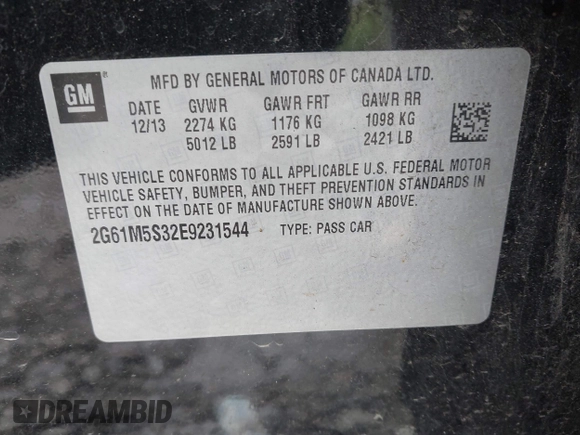 GM®
MFD BY GENERAL MOTORS OF CANADA LTD.
DATE GVWR GAWR FRT GAWR RR
12/13 2274 KG 1176 KG 1098 KG
5012 LB 2591 LB 2421 LB
THIS VEHICLE CONFORMS TO ALL APPLICABLE U.S. FEDERAL MOTOR
VEHICLE SAFETY, BUMPER, AND THEFT PREVENTION STANDARDS IN
EFFECT ON THE DATE OF MANUFACTURE SHOWN ABOVE.
2G61M5S32E9231544 TYPE: PASS CAR
DREAMBID